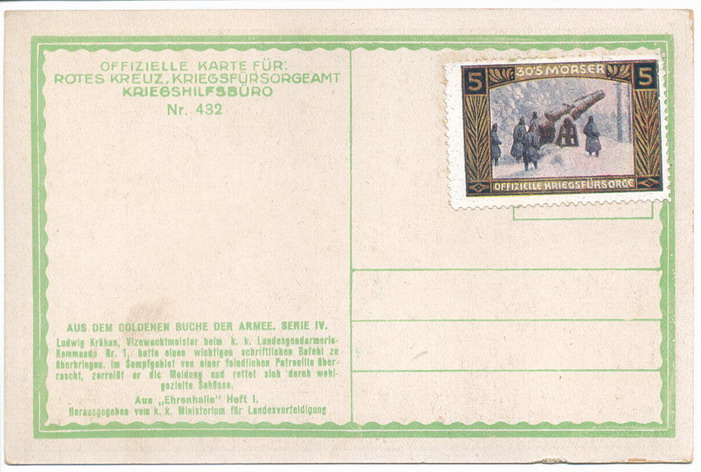 OFFIZIELLE KARTE FÜR:
ROTES KREUZ, KRIEGSFÜRSORGEAMT
KRIEGSHILFSBÜRO
Nr. 432
5
30'5 MÖRSER
5
OFFIZIELLE KRIEGSFÜRSORGE
AUS DEM GOLDENEN BUCHE DER ARMEE. SERIE IV.
Ludwig Krähan, Vizewachtmeister beim k. k. Landesgendarmerie-
Kommando Nr. 1, hatte einen wichtigen schriftlichen Befehl zu
überbringen. Im Sumpfgebiet von einer feindlichen Patrouille über-
rascht, zerreißt er die Meldung und rettet sich durch wohl-
gezielte Schüsse.
Aus „Ehrenhalle" Heft I.
Herausgegeben vom k. k. Ministerium für Landesverteidigung